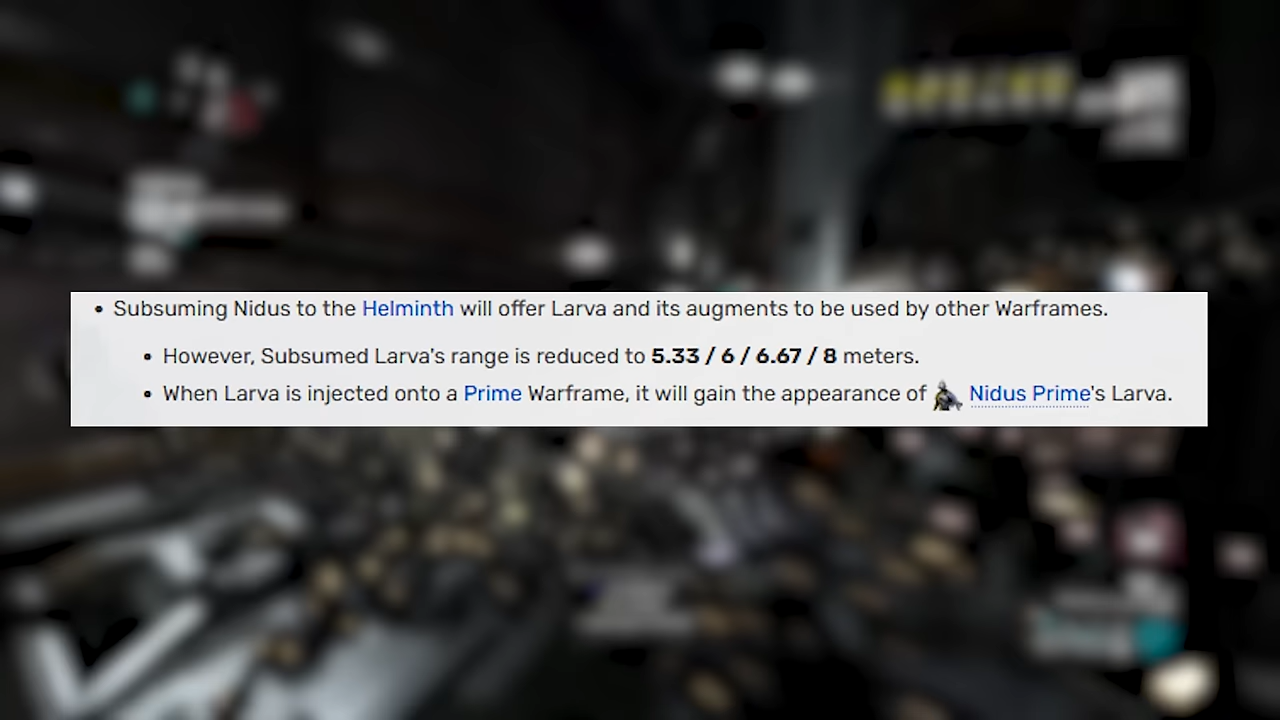 Subsuming Nidus to the Helminth will offer Larva and its augments to be used by other Warframes.
However, Subsumed Larva's range is reduced to 5.33 / 6 / 6.67 / 8 meters.
When Larva is injected onto a Prime Warframe, it will gain the appearance of Nidus Prime's Larva.